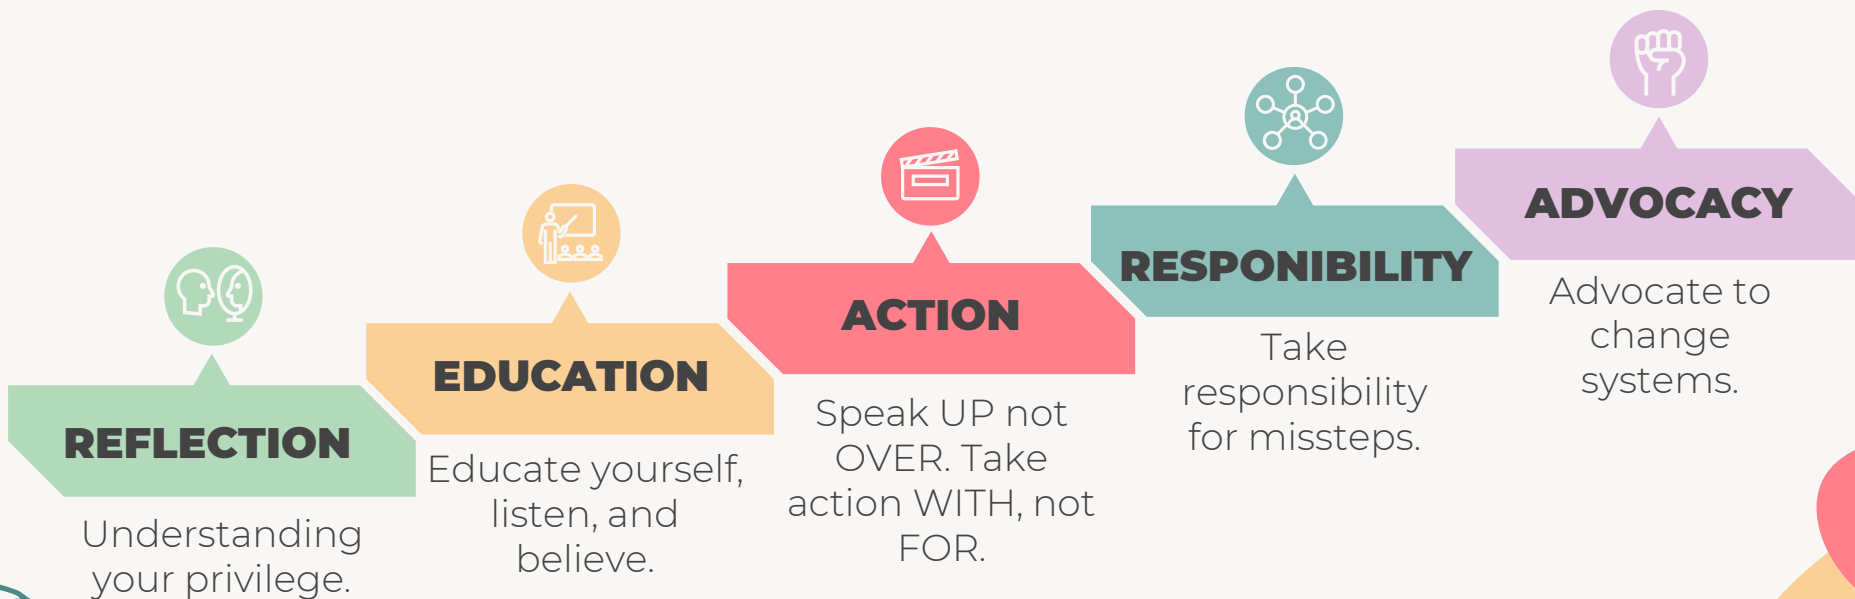 REFLECTION
Understanding
your privilege.
EDUCATION
Educate yourself,
listen, and
believe.
ACTION
Speak UP not
OVER. Take
action WITH, not
FOR.
RESPONIBILITY
Take
responsibility
for missteps.
ADVOCACY
Advocate to
change
systems.